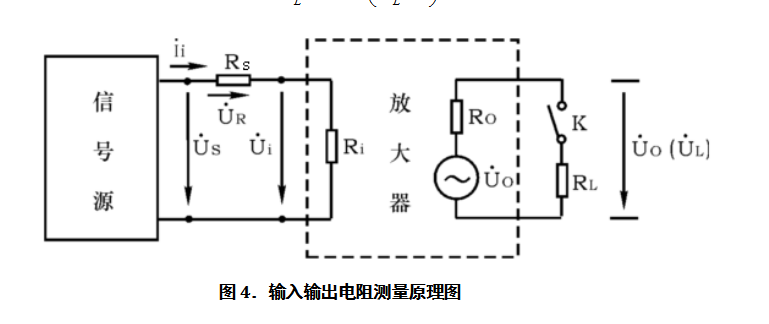 İi
Rs
信号源
U̇R
U̇s
U̇i
Ri
放大器
Ro
U̇o
K
RL
U̇o (U̇L)
图 4. 输入输出电阻测量原理图